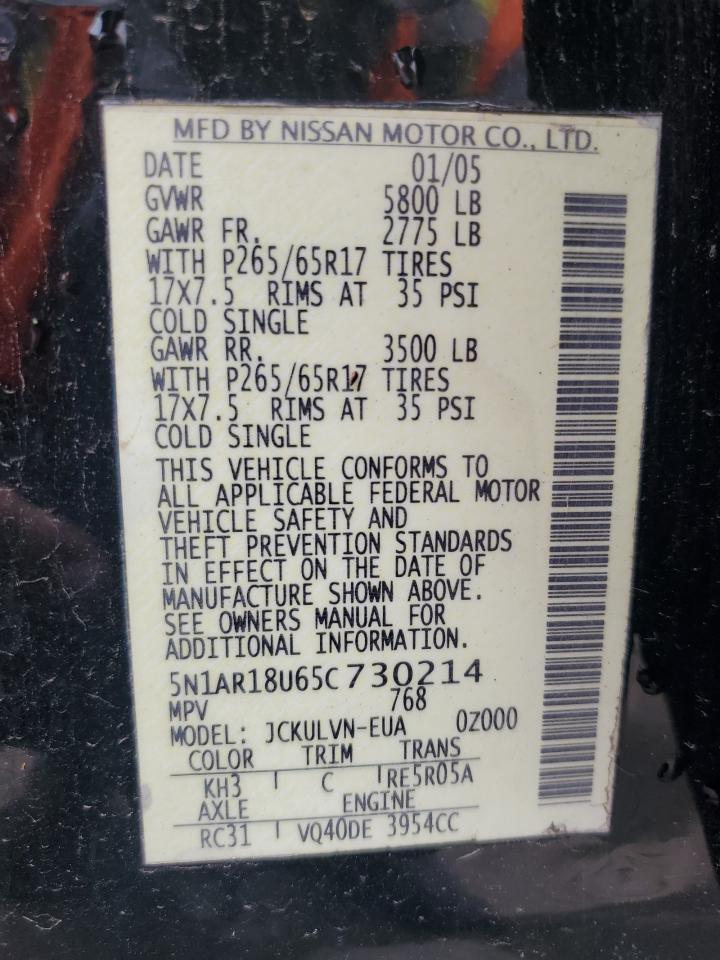 MFD BY NISSAN MOTOR CO., LTD.
DATE 01/05
GVWR 5800 LB
GAWR FR. 2775 LB
WITH P265/65R17 TIRES
17X7.5 RIMS AT 35 PSI
COLD SINGLE
GAWR RR. 3500 LB
WITH P265/65R17 TIRES
17X7.5 RIMS AT 35 PSI
COLD SINGLE
THIS VEHICLE CONFORMS TO
ALL APPLICABLE FEDERAL MOTOR
VEHICLE SAFETY AND
THEFT PREVENTION STANDARDS
IN EFFECT ON THE DATE OF
MANUFACTURE SHOWN ABOVE.
SEE OWNERS MANUAL FOR
ADDITIONAL INFORMATION.
5N1AR18U65C730214
MPV 768
MODEL: JCKULVN-EUA 0Z000
COLOR TRIM TRANS
KH3 C RE5R05A
AXLE ENGINE
RC31 VQ40DE 3954CC